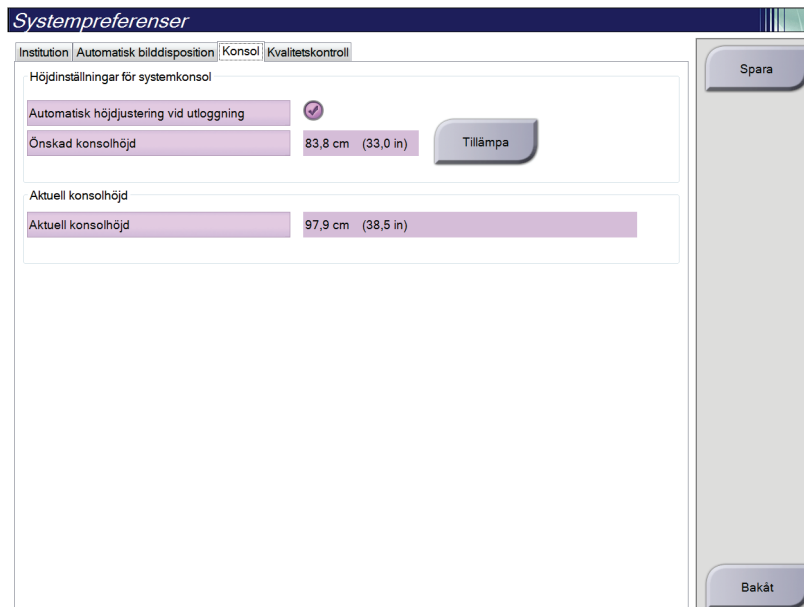 Systempreferenser
Institution Automatisk bilddisposition Konsol Kvalitetskontroll
Höjdinställningar för systemkonsol
Automatisk höjdjustering vid utloggning
Önskad konsolhöjd 83,8 cm (33,0 in) Tillämpa
Aktuell konsolhöjd
Aktuell konsolhöjd 97,9 cm (38,5 in)
Spara
Bakåt